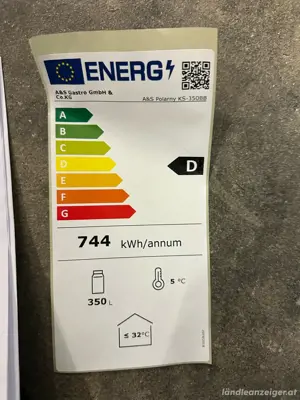 ENERG
A&S Gastro GmbH &
Co.KG
A&S Polarny KS-350BB
A
B
C
D
E
F
G
D
744 kWh/annum
350 L
5 °C
≤ 32°C
ländleanzeiger.at